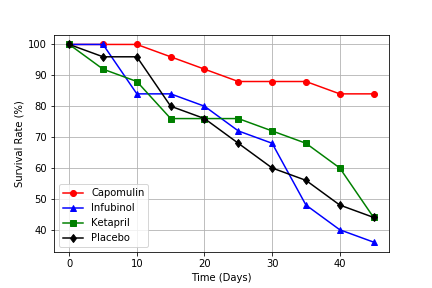 100
90
80
70
60
50
40
Survival Rate (%)
Capomulin
Infubinol
Ketapril
Placebo
0
10
20
30
40
Time (Days)